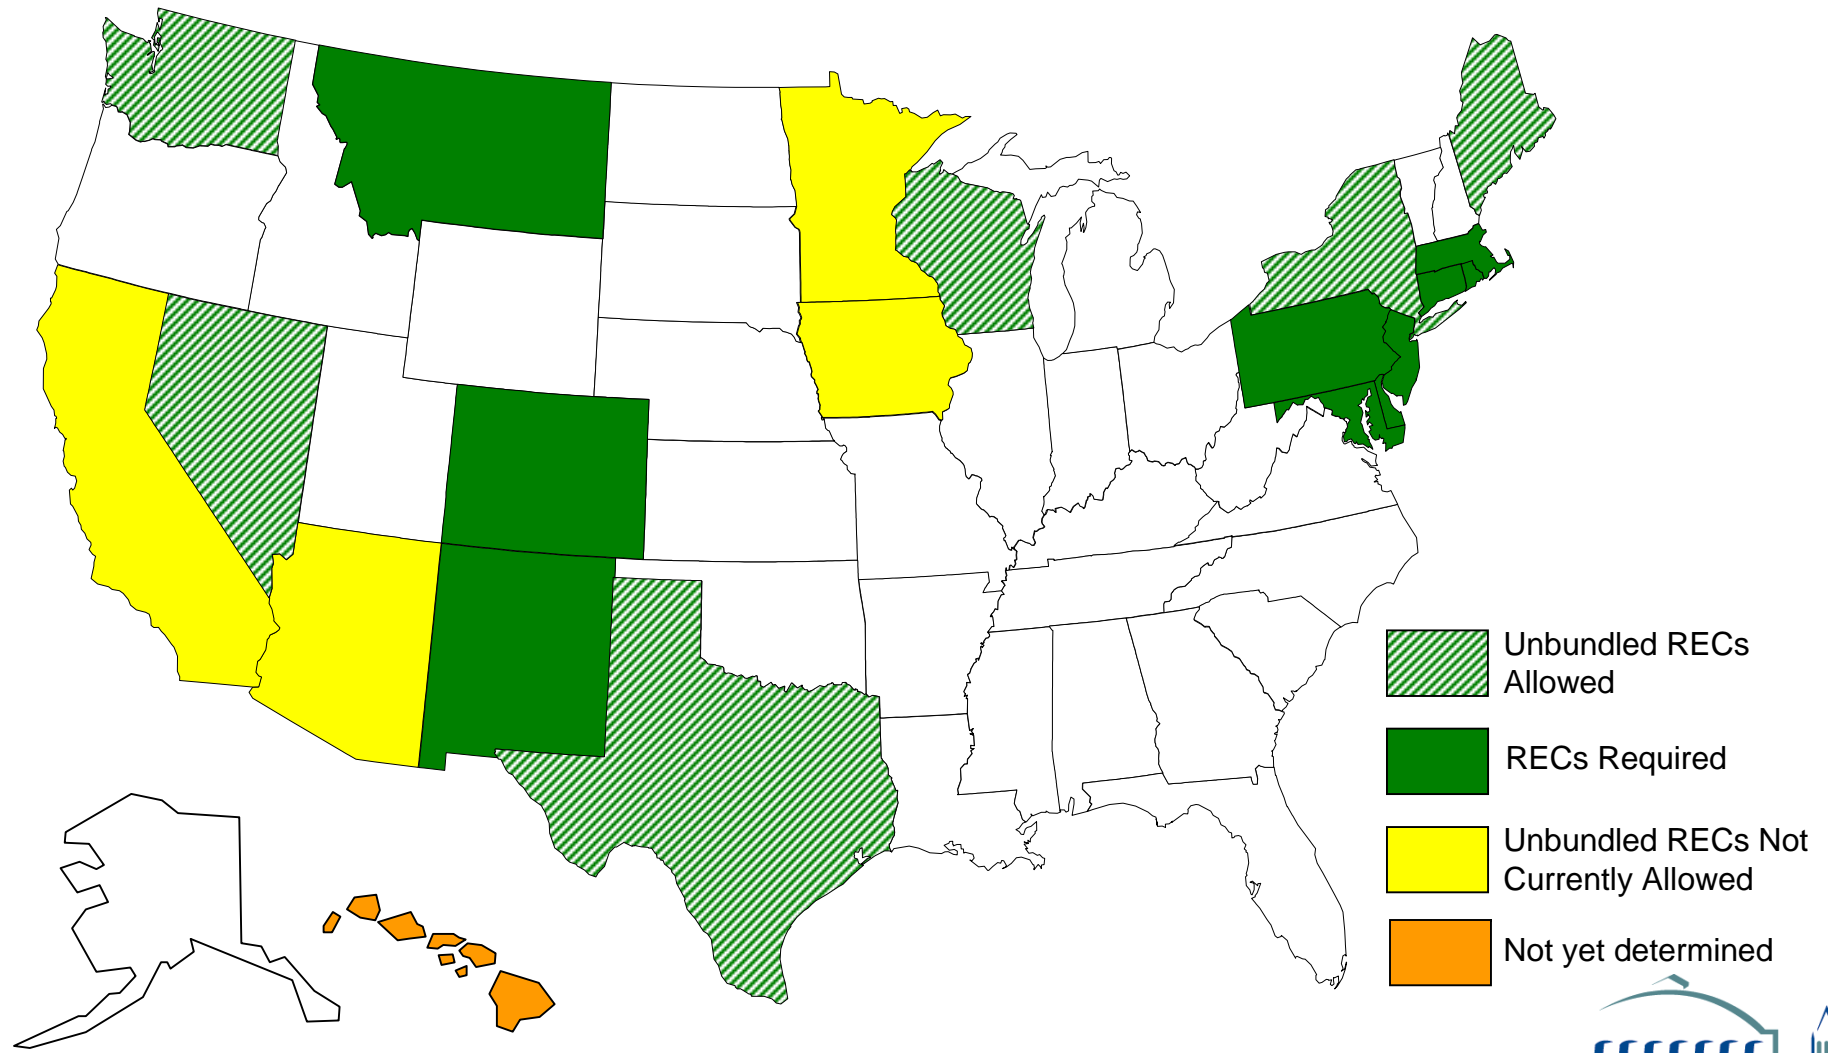 Unbundled RECs
Allowed
RECs Required
Unbundled RECs Not
Currently Allowed
Not yet determined